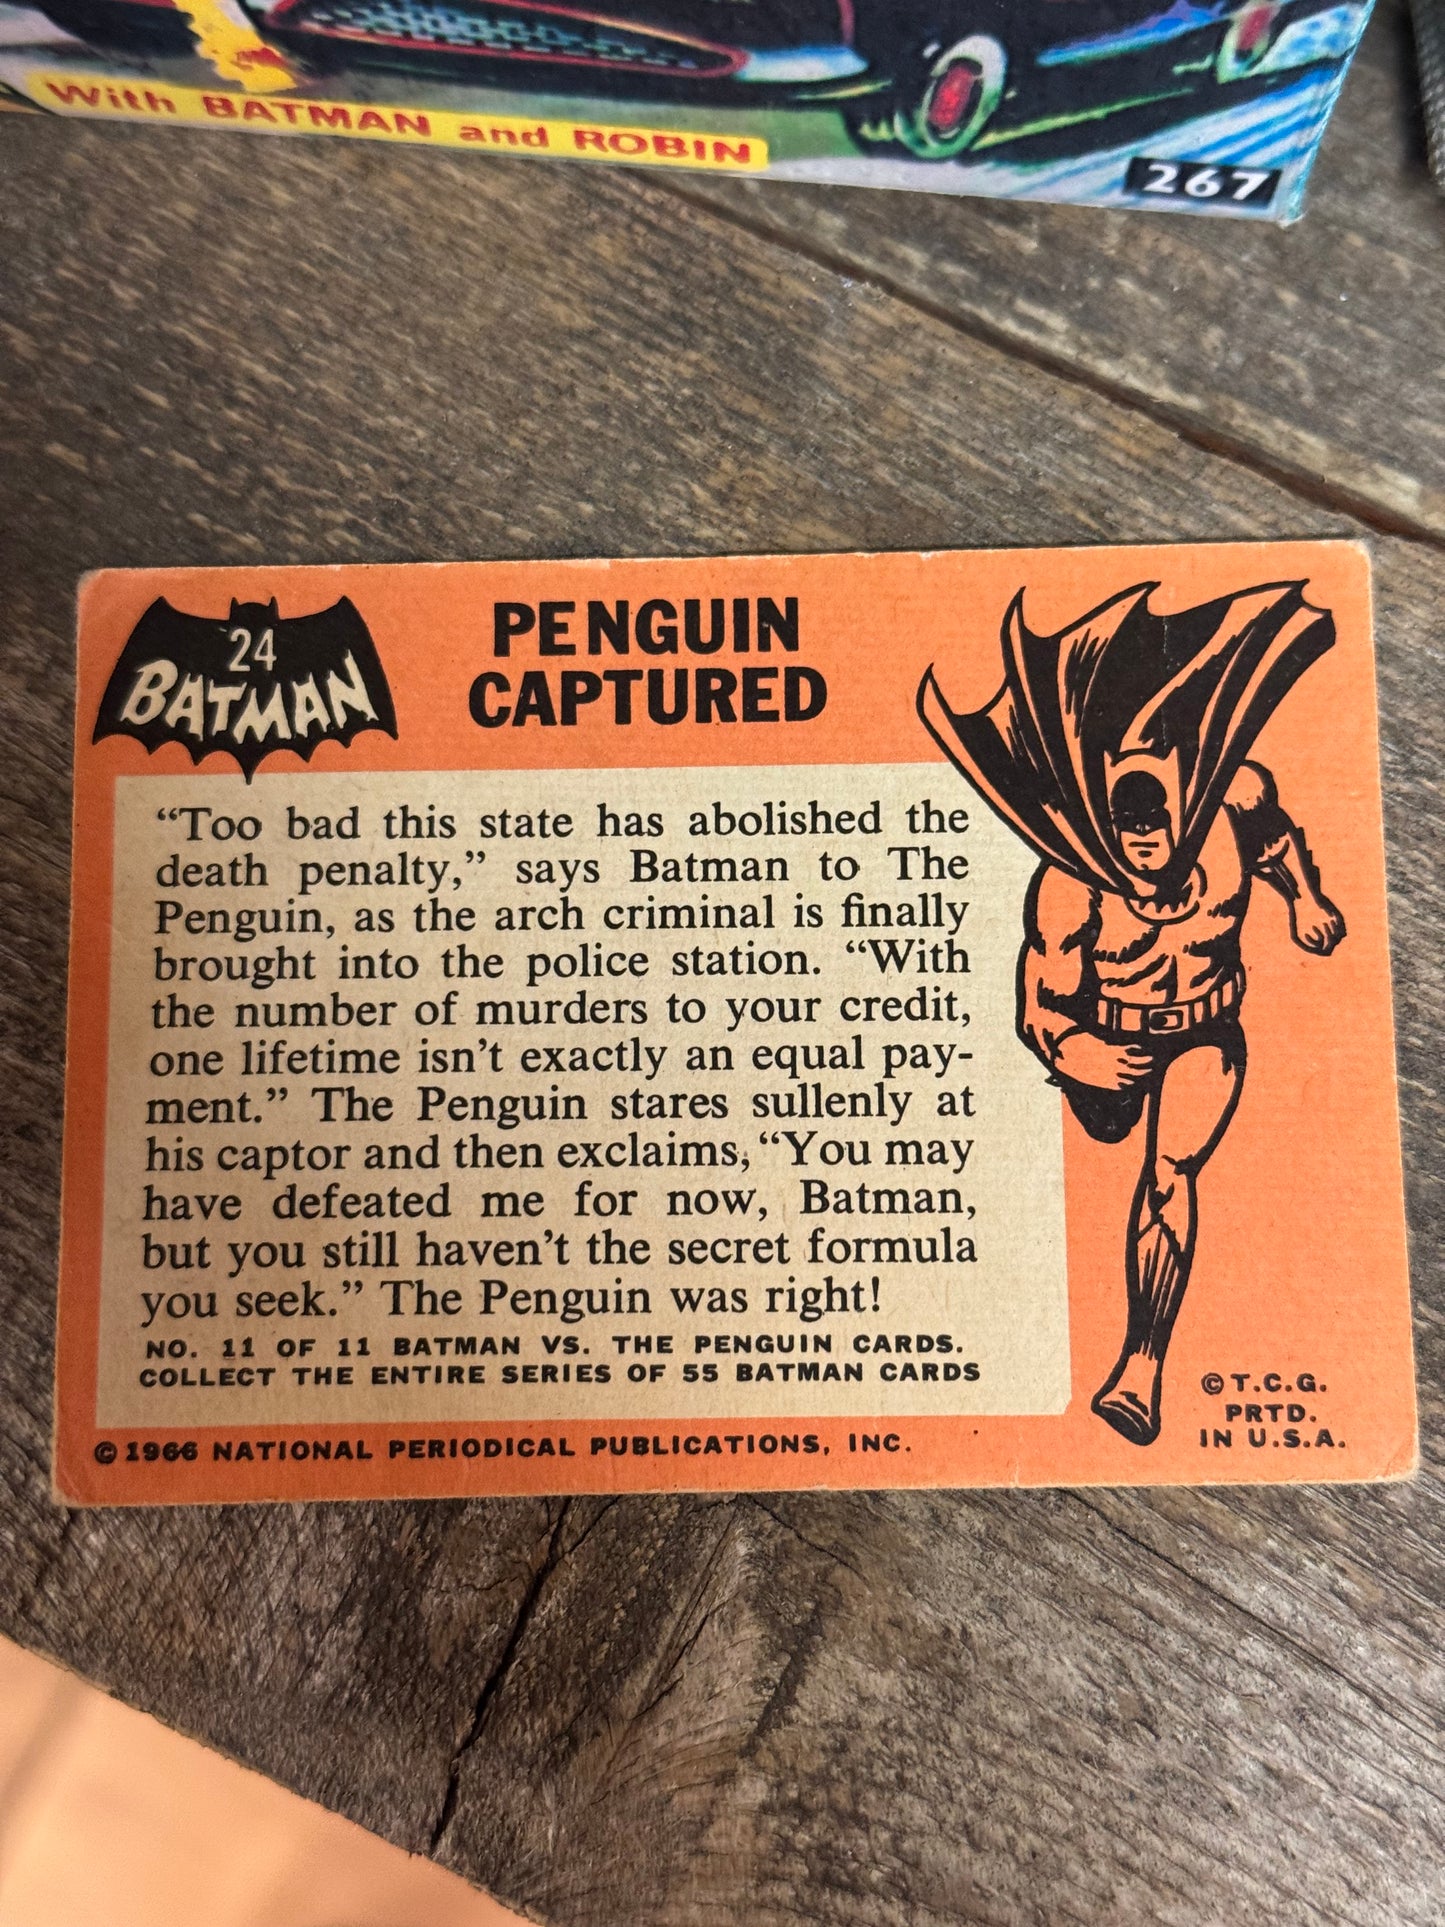 With BATMAN and ROBIN
267
24
BATMAN
PENGUIN
CAPTURED
“Too bad this state has abolished the
death penalty,” says Batman to The
Penguin, as the arch criminal is finally
brought into the police station. “With
the number of murders to your credit,
one lifetime isn’t exactly an equal pay-
ment.” The Penguin stares sullenly at
his captor and then exclaims, “You may
have defeated me for now, Batman,
but you still haven’t the secret formula
you seek.” The Penguin was right!
NO. 11 OF 11 BATMAN VS. THE PENGUIN CARDS.
COLLECT THE ENTIRE SERIES OF 55 BATMAN CARDS
© 1966 NATIONAL PERIODICAL PUBLICATIONS, INC.
© T.C.G.
PRTD.
IN U.S.A.